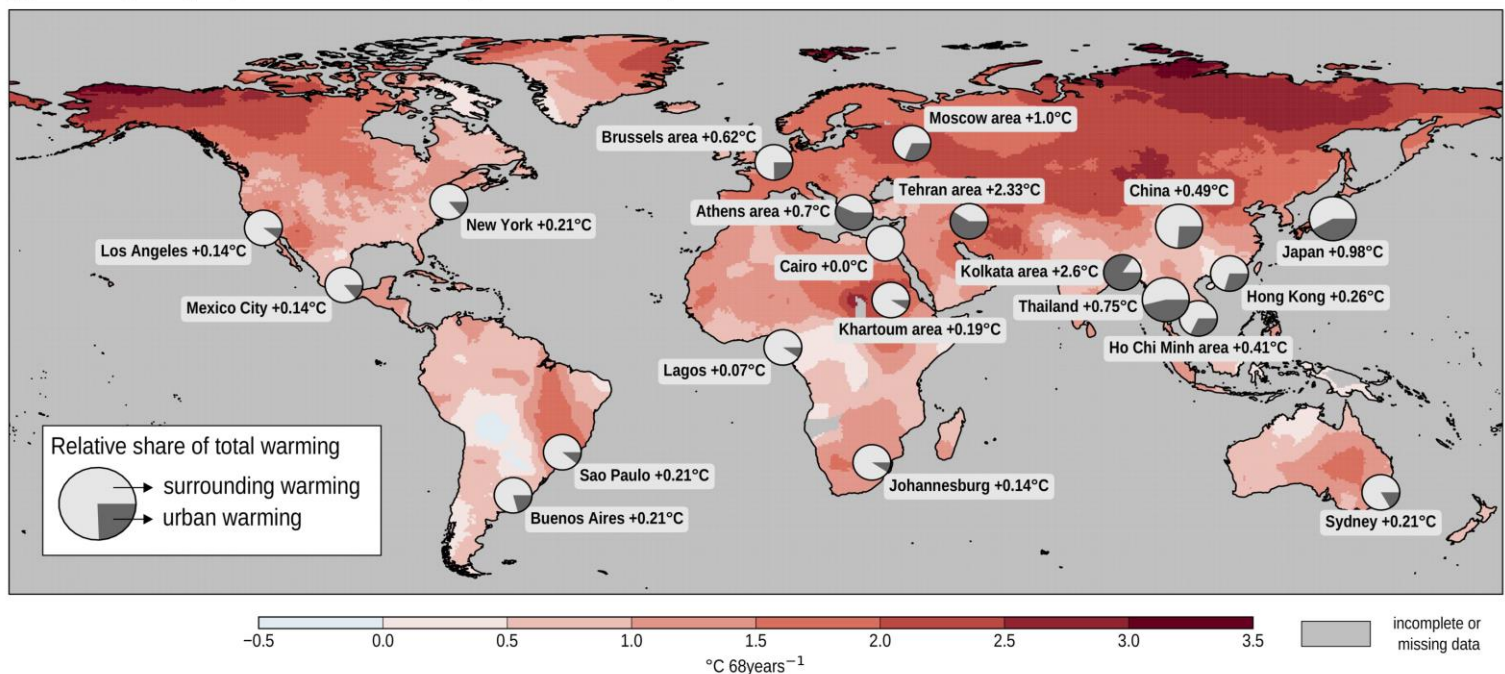 Moscow area +1.0°C
Brussels area +0.62°C
Tehran area +2.33°C
China
+0.49°C
Athens area +0.7°C
New York +0.21°C
Los Angeles +0.14°C
Japan
+0.98°C
Cairo +0.0°C
Kolkata area +2.6°C
Hong Kong +0.26°C
Mexico City +0.14°C
Thailand +0.75°C
Khartoum area +0.19°C
Ho Chi Minh area +0.41°C
Lagos +0.07°C
Relative share of total warming
surrounding warming
urban warming
Sao Paulo +0.21°C
Johannesburg +0.14°C
Buenos Aires +0.21°C
Sydney +0.21°C
−0.5 0.0 0.5 1.0 1.5 2.0 2.5 3.0 3.5
°C 68years⁻¹
incomplete or
missing data